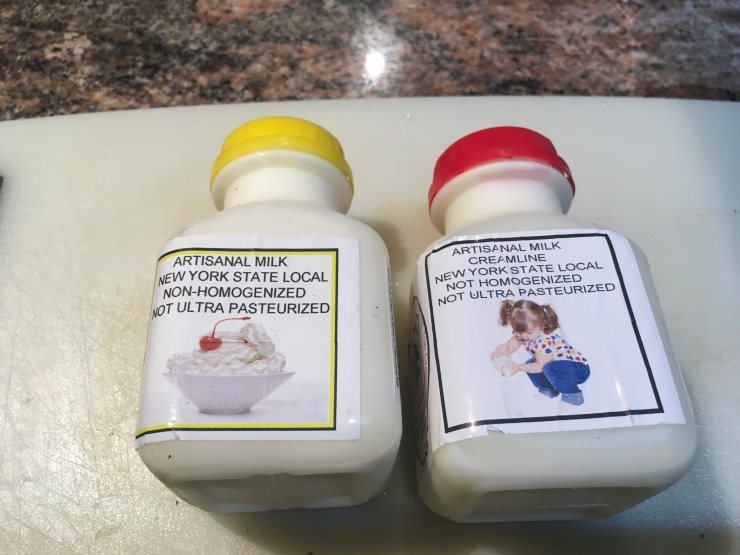 ARTISANAL MILK
NEW YORK STATE LOCAL
NON-HOMOGENIZED
NOT ULTRA PASTEURIZED
ARTISANAL MILK
CREAMLINE
NEW YORK STATE LOCAL
NOT HOMOGENIZED
NOT ULTRA PASTEURIZED